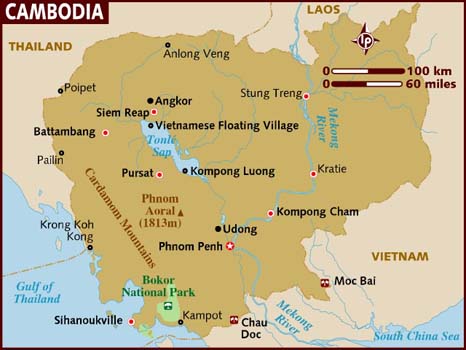 CAMBODIA
LAOS
THAILAND
Anlong Veng
0 100 km
0 60 miles
Poipet
Stung Treng
Angkor
Siem Reap
Vietnamese Floating Village
Battambang
Tonle
Sap
Mekong
River
Pailin
Pursat
Kompong Luong
Kratie
Cardamom Mountains
Phnom
Aoral
(1813m)
Kompong Cham
Krong Koh
Kong
Udong
Phnom Penh
VIETNAM
Gulf of
Thailand
Bokor
National Park
Moc Bai
Sihanoukville
Kampot
Chau
Doc
Mekong
River
South China Sea
lp